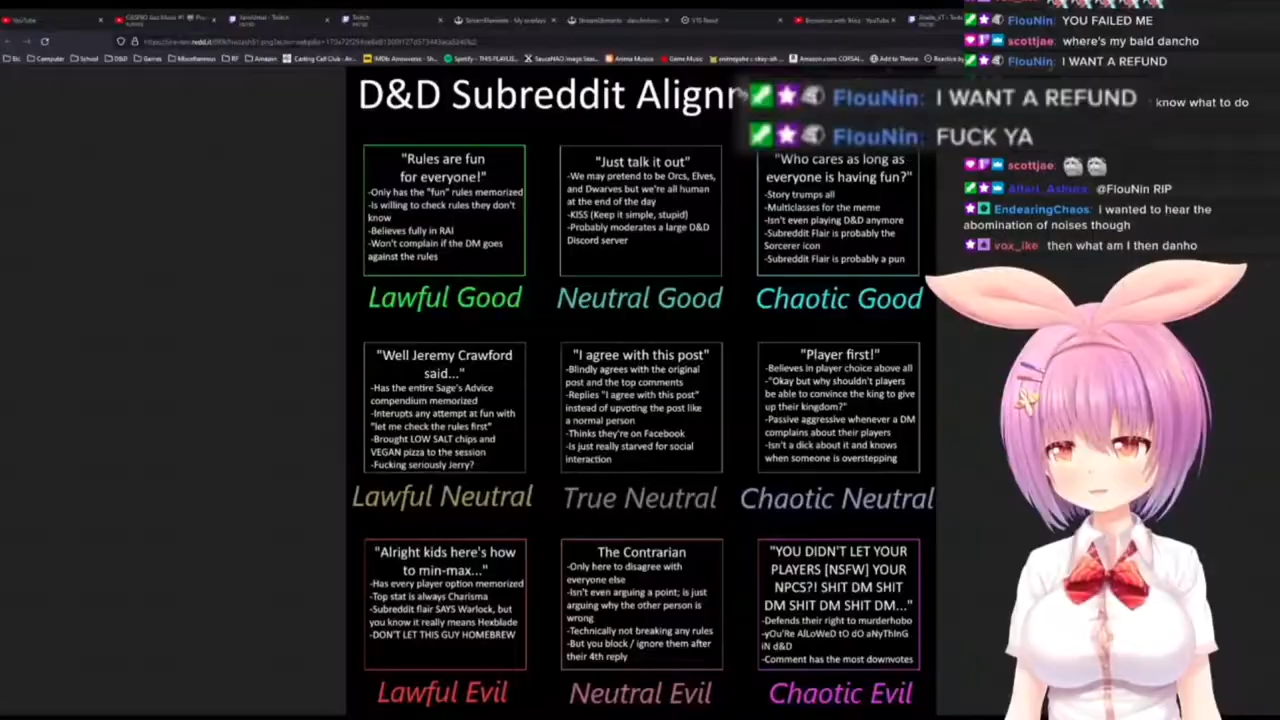 YouTube
StreamElements - My overlays
Computer
School
D&D
Games
Miscellaneous
RP
Amazon
Game Music
Add to Theme
D&D Subreddit Alignr
"Rules are fun
for everyone!"
-Only has the "fun" rules memorized
-Is willing to check rules they don't
know
-Believes fully in RAI
-Won't complain if the DM goes
against the rules
Lawful Good
"Just talk it out"
-We may pretend to be Orcs, Elves,
and Dwarves but we're all human
at the end of the day
-KISS (Keep it simple, stupid)
-Probably moderates a large D&D
Discord server
Neutral Good
"Who cares as long as
everyone is having fun?"
-Story trumps all
-Multiclasses for the meme
-Isn't even playing D&D anymore
-Subreddit Flair is probably the
Sorcerer icon
-Subreddit Flair is probably a pun
Chaotic Good
"Well Jeremy Crawford
said..."
-Has the entire Sage's Advice
compendium memorized
-Interupts any attempt at fun with
"let me check the rules first"
-Brought LOW SALT chips and
VEGAN pizza to the session
-Fucking seriously Jerry?
Lawful Neutral
"I agree with this post"
-Blindly agrees with the original
post and the top comments
-Replies "I agree with this post"
instead of upvoting the post like
a normal person
-Thinks they're on Facebook
-Is just really starved for social
interaction
True Neutral
"Player first!"
-Believes in player choice above all
-"Okay but why shouldn't players
be able to convince the king to give
up their kingdom?"
-Passive aggressive whenever a DM
complains about their players
-Isn't a dick about it and knows
when someone is overstepping
Chaotic Neutral
"Alright kids here's how
to min-max..."
-Has every player option memorized
-Top stat is always Charisma
-Subreddit flair SAYS Warlock, but
you know it really means Hexblade
-DON'T LET THIS GUY HOMEBREW
Lawful Evil
The Contrarian
-Only here to disagree with
everyone else
-Isn't even arguing a point; is just
arguing why the other person is
wrong
-Technically not breaking any rules
-But you block / ignore them after
their 4th reply
Neutral Evil
"YOU DIDN'T LET YOUR
PLAYERS [NSFW] YOUR
NPCS?! SHIT DM SHIT
DM SHIT DM SHIT DM..."
-Defends their right to murderhobo
-yOu'Re AlLoWeD tO dO aNyThInG
iN d&D
-Comment has the most downvotes
Chaotic Evil
FlouNin: YOU FAILED ME
scottjae: where's my bald dancho
FlouNin: I WANT A REFUND
FlouNin: I WANT A REFUND
know what to do
FlouNin: FUCK YA
scottjae:
@FlouNin RIP
EndearingChaos: i wanted to hear the
abomination of noises though
vox_ike then what am I then danho